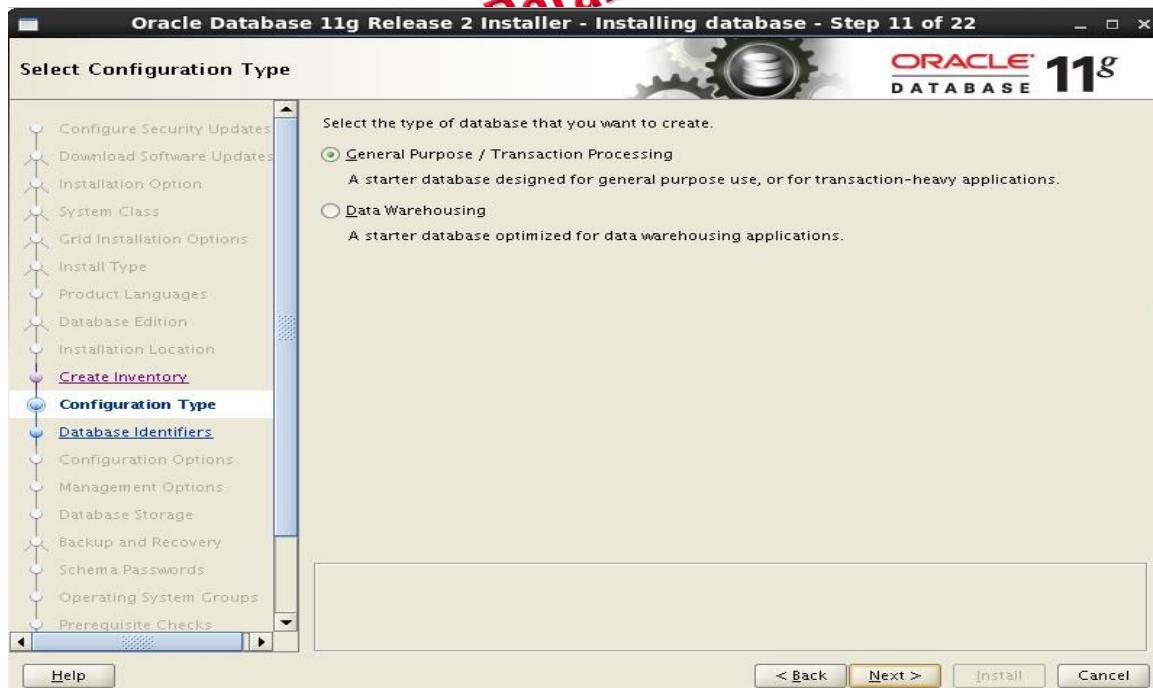 Oracle Database 11g Release 2 Installer - Installing database - Step 11 of 22
Select Configuration Type
ORACLE
DATABASE
11g
Configure Security Updates
Download Software Updates
Installation Option
System Class
Grid Installation Options
Install Type
Product Languages
Database Edition
Installation Location
Create Inventory
Configuration Type
Database Identifiers
Configuration Options
Management Options
Database Storage
Backup and Recovery
Schema Passwords
Operating System Groups
Prerequisite Checks
Select the type of database that you want to create.
General Purpose / Transaction Processing
A starter database designed for general purpose use, or for transaction-heavy applications.
Data Warehousing
A starter database optimized for data warehousing applications.
Help
< Back
Next >
Install
Cancel